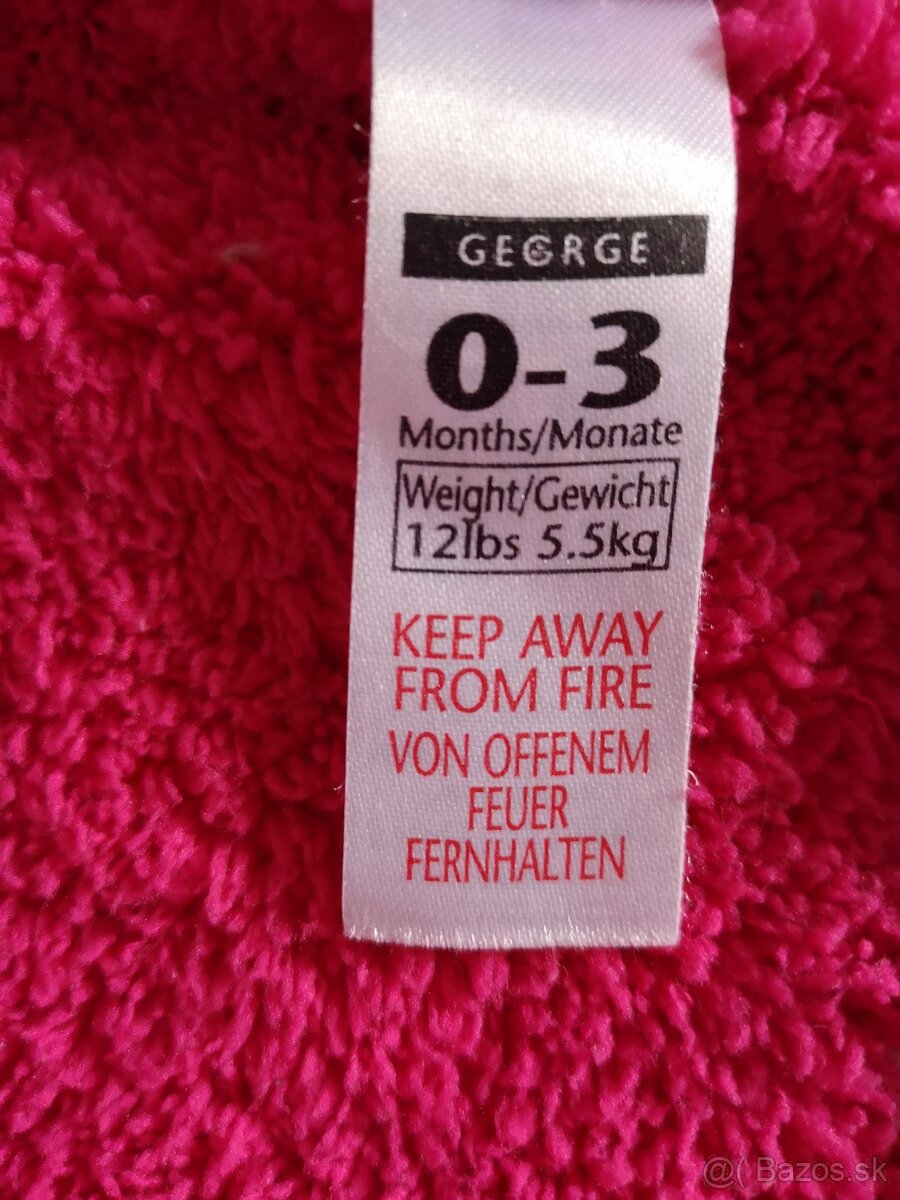 GEORGE
0-3
Months/Monate
Weight/Gewicht
12lbs 5.5kg
KEEP AWAY
FROM FIRE
VON OFFENEM
FEUER
FERNHALTEN
@( Bazos.sk